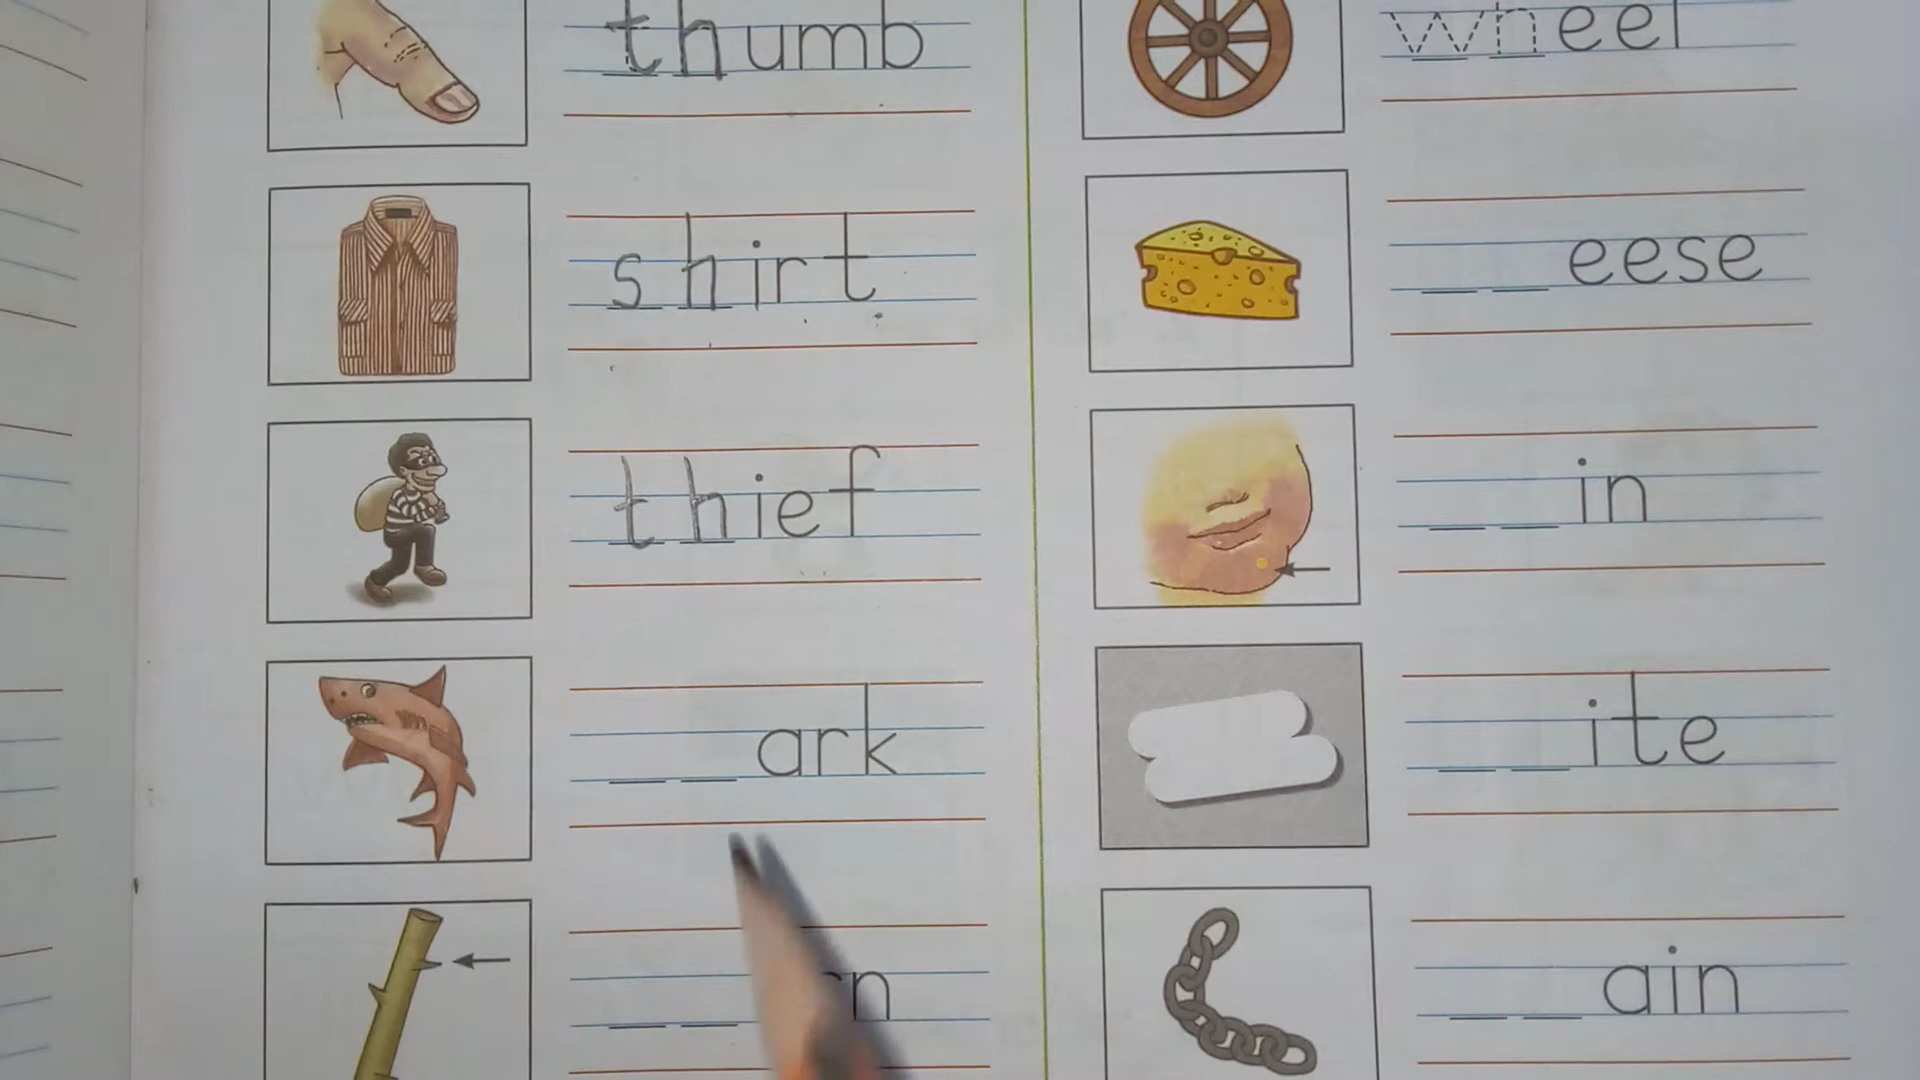 thumb
shirt
thief
_ _ ark
_ _ n
wheel
_ _ eese
_ _ in
_ _ ite
_ _ ain